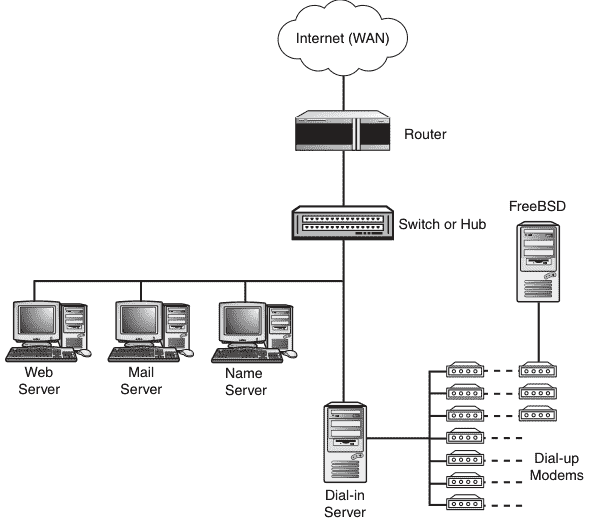 Internet (WAN)
Router
Switch or Hub
FreeBSD
Web
Server
Mail
Server
Name
Server
Dial-in
Server
Dial-up
Modems